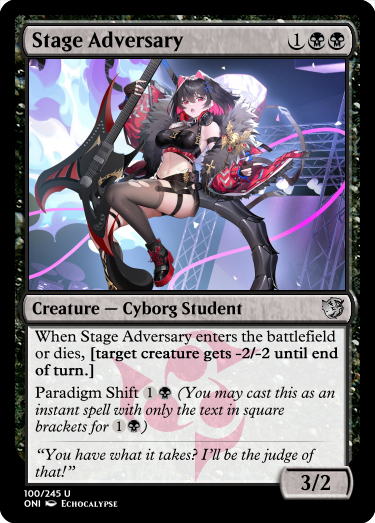 Stage Adversary 1
Creature — Cyborg Student
When Stage Adversary enters the battlefield
or dies, [target creature gets -2/-2 until end
of turn.]
Paradigm Shift 1 (You may cast this as an
instant spell with only the text in square
brackets for 1 )
“You have what it takes? I'll be the judge of
that!”
3/2
100/245 U
ONI Echocalypse